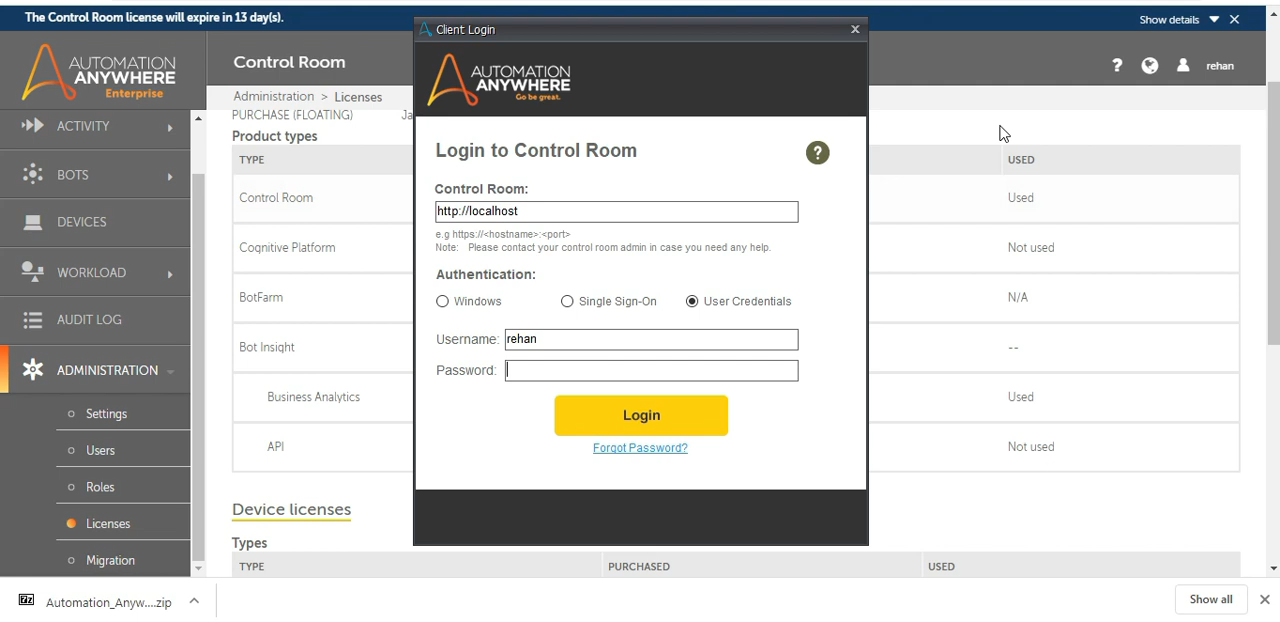 The Control Room license will expire in 13 day(s).
Show details
AUTOMATION
ANYWHERE
Enterprise
Control Room
rehan
Administration > Licenses
PURCHASE (FLOATING)
Ja
Product types
TYPE
USED
Control Room
Used
Cognitive Platform
Not used
BotFarm
N/A
Bot Insight
--
Business Analytics
Used
API
Not used
Device licenses
Types
TYPE
PURCHASED
USED
ACTIVITY
BOTS
DEVICES
WORKLOAD
AUDIT LOG
ADMINISTRATION
Settings
Users
Roles
Licenses
Migration
Client Login
x
AUTOMATION
ANYWHERE
Go be great.
Login to Control Room
?
Control Room:
http://localhost
e.g https://<hostname>:<port>
Note: Please contact your control room admin in case you need any help.
Authentication:
Windows
Single Sign-On
User Credentials
Username: rehan
Password:
Login
Forgot Password?
Automation_Anyw....zip
Show all